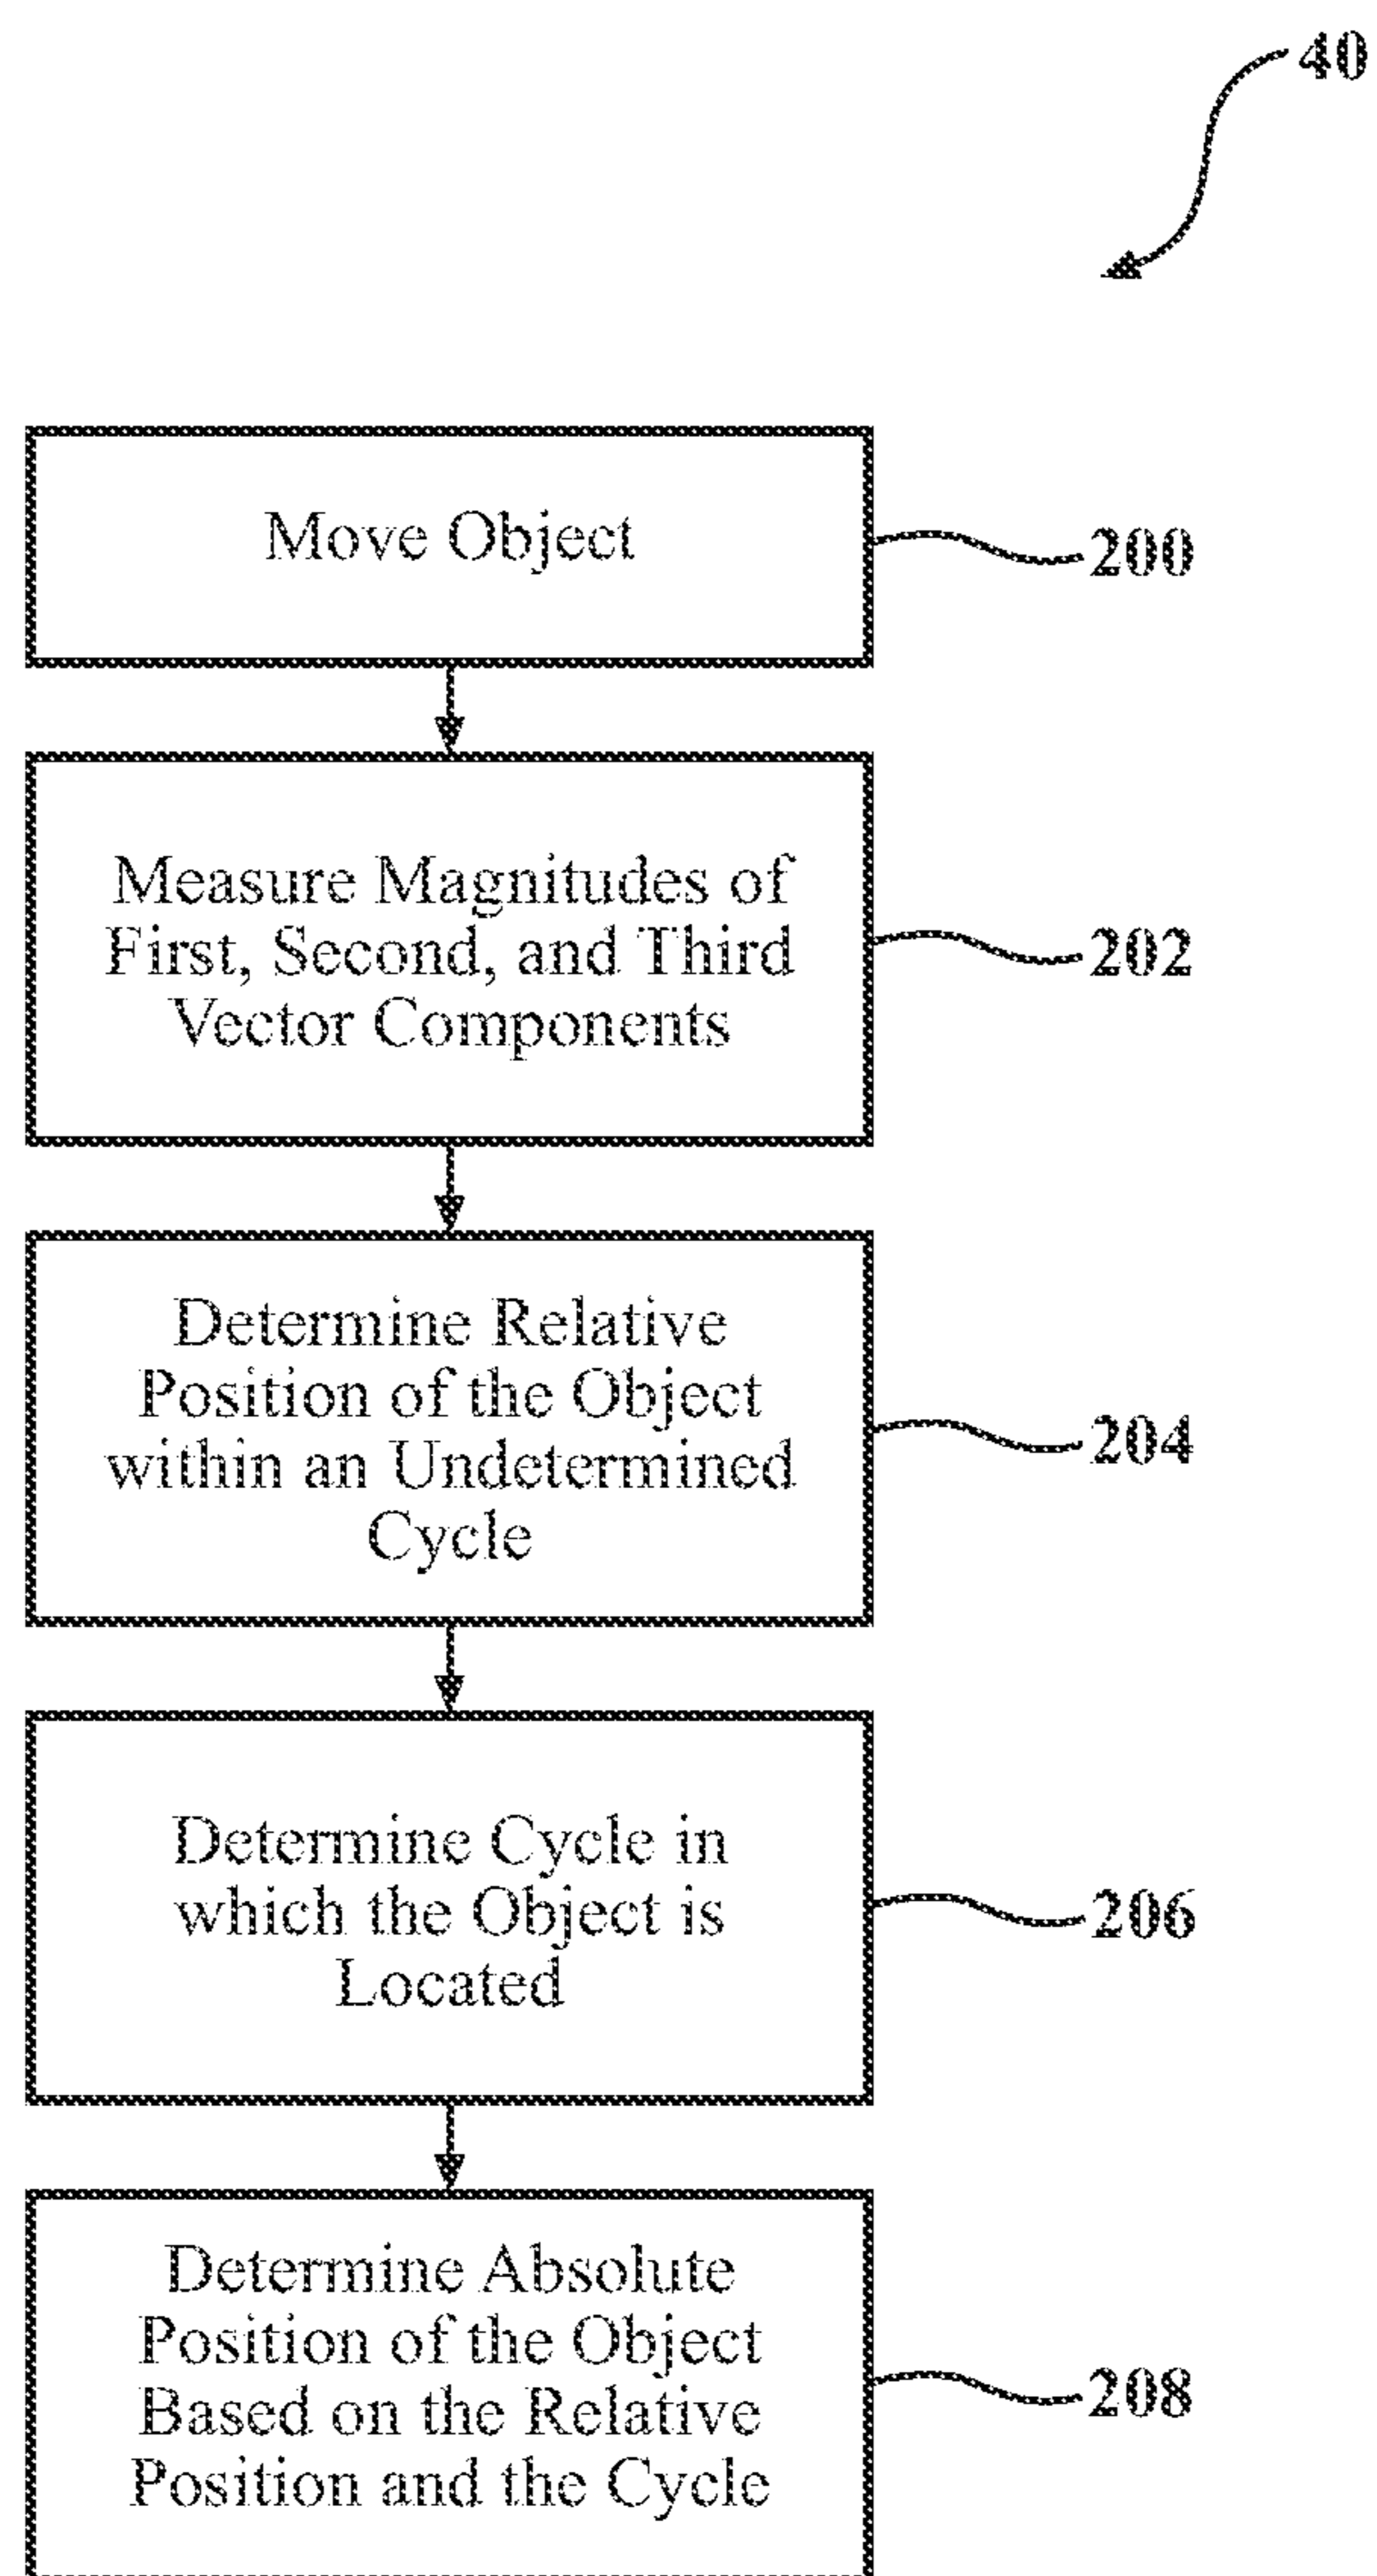 40
Move Object
200
Measure Magnitudes of
First, Second, and Third
Vector Components
202
Determine Relative
Position of the Object
within an Undetermined
Cycle
204
Determine Cycle in
which the Object is
Located
206
Determine Absolute
Position of the Object
Based on the Relative
Position and the Cycle
208